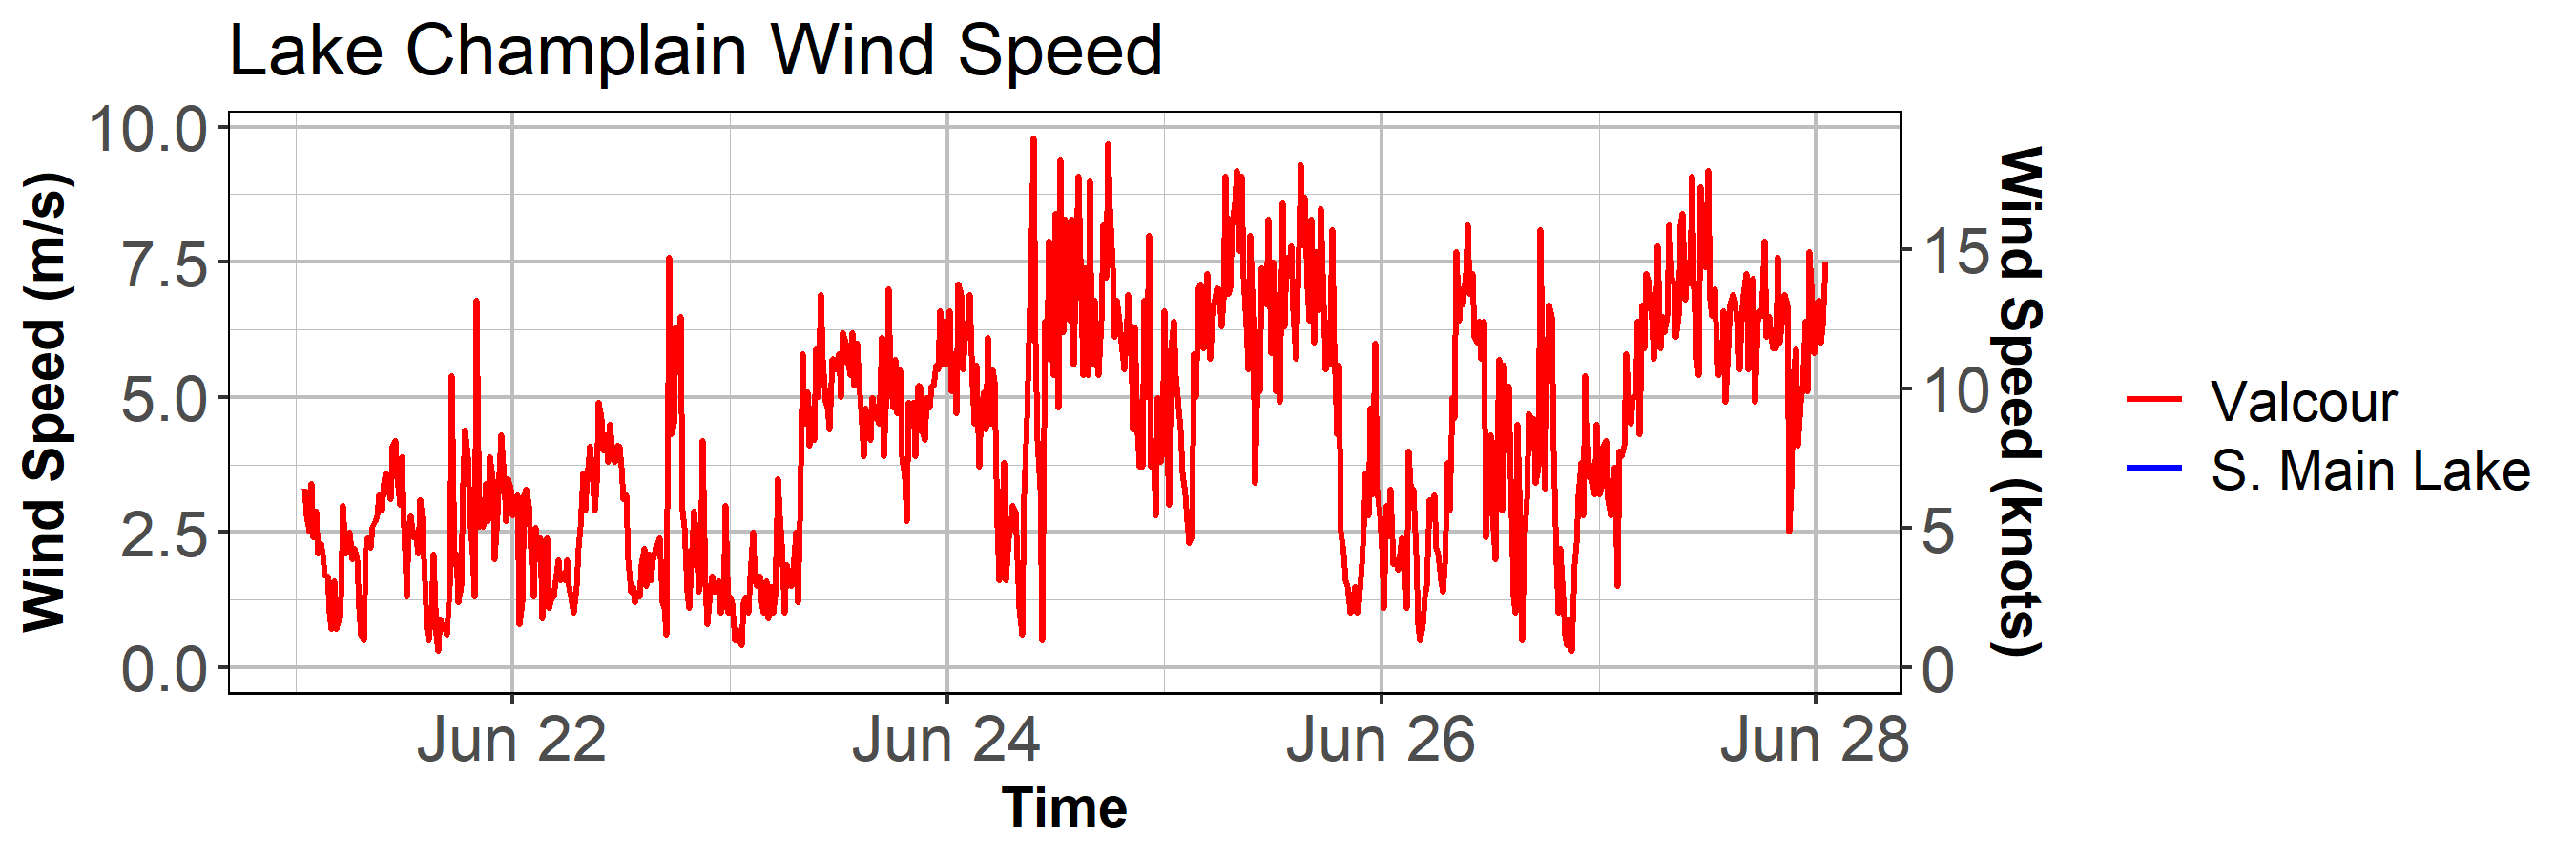 Lake Champlain Wind Speed
Wind Speed (m/s)
10.0
7.5
5.0
2.5
0.0
Jun 22
Jun 24
Jun 26
Jun 28
Time
15
10
5
0
Wind Speed (knots)
Valcour
S. Main Lake